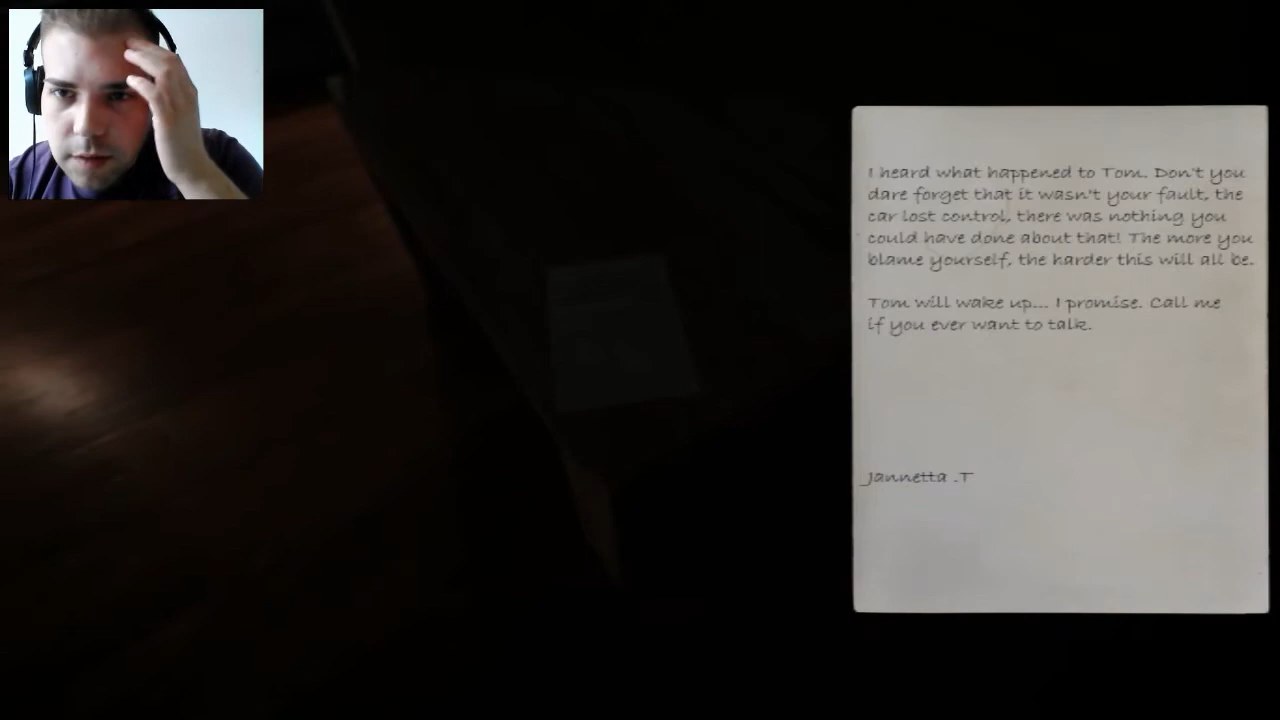 I heard what happened to Tom. Don't you
dare forget that it wasn't your fault, the
car lost control, there was nothing you
could have done about that! The more you
blame yourself, the harder this will all be.
Tom will wake up... I promise. Call me
if you ever want to talk.
Jannetta .T